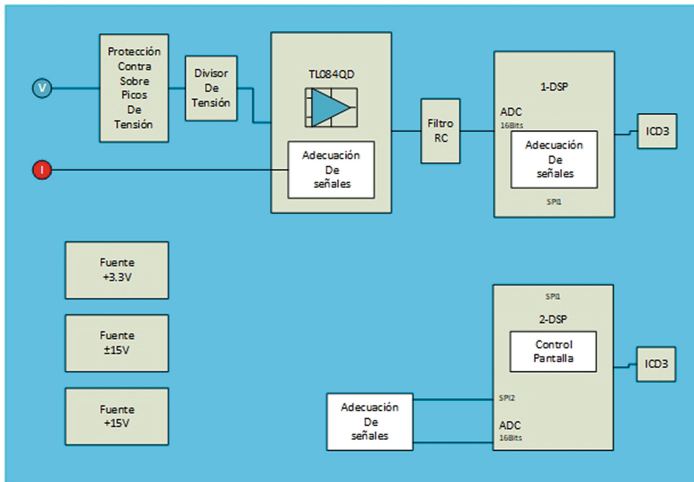 V
Protección
Contra
Sobre
Picos
De
Tensión
Divisor
De
Tensión
I
TL084QD
Adecuación
De
señales
Filtro
RC
1-DSP
ADC
16Bits
Adecuación
De
señales
SPI1
ICD3
Fuente
+3.3V
Fuente
±15V
Fuente
+15V
SPI1
2-DSP
Control
Pantalla
SPI2
ADC
16Bits
ICD3
Adecuación
De
señales